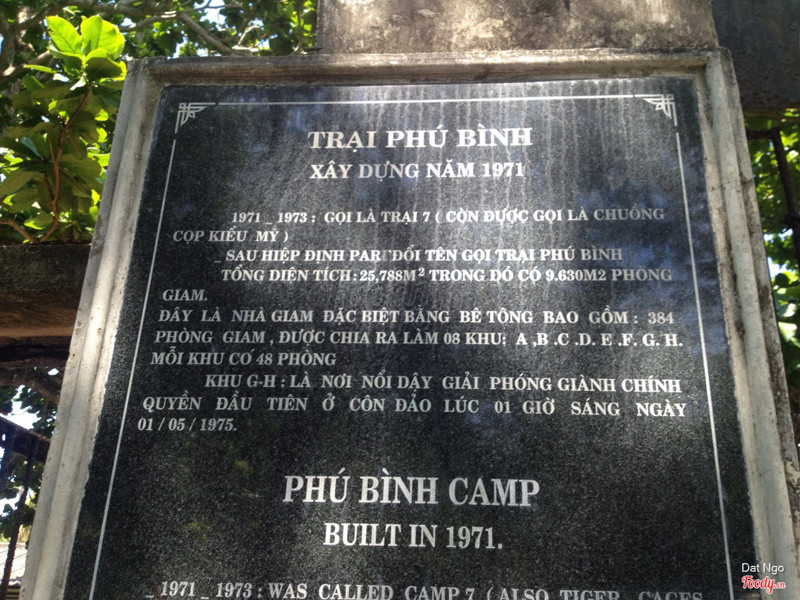 TRẠI PHÚ BÌNH
XÂY DỰNG NĂM 1971
1971 _ 1973 : GỌI LÀ TRẠI 7 ( CÒN ĐƯỢC GỌI LÀ CHUỒNG
CỌP KIỂU MỸ )
_ SAU HIỆP ĐỊNH PAR ĐỔI TÊN GỌI TRẠI PHÚ BÌNH
TỔNG DIỆN TÍCH : 25,788M² TRONG ĐÓ CÓ 9.630M2 PHÒNG
GIAM.
ĐÂY LÀ NHÀ GIAM ĐẶC BIỆT BẰNG BÊ TÔNG BAO GỒM : 384
PHÒNG GIAM , ĐƯỢC CHIA RA LÀM 08 KHU: A ,B .C .D. E .F. G. H.
MỖI KHU CÓ 48 PHÒNG
KHU G-H : LÀ NƠI NỔI DẬY GIẢI PHÓNG GIÀNH CHÍNH
QUYỀN ĐẦU TIÊN Ở CÔN ĐẢO LÚC 01 GIỜ SÁNG NGÀY
01 / 05 / 1975.
PHÚ BÌNH CAMP
BUILT IN 1971.
_ 1971 _ 1973 : WAS CALLED CAMP 7 ( ALSO TIGER CAGES
Dat Ngo
Foody.vn